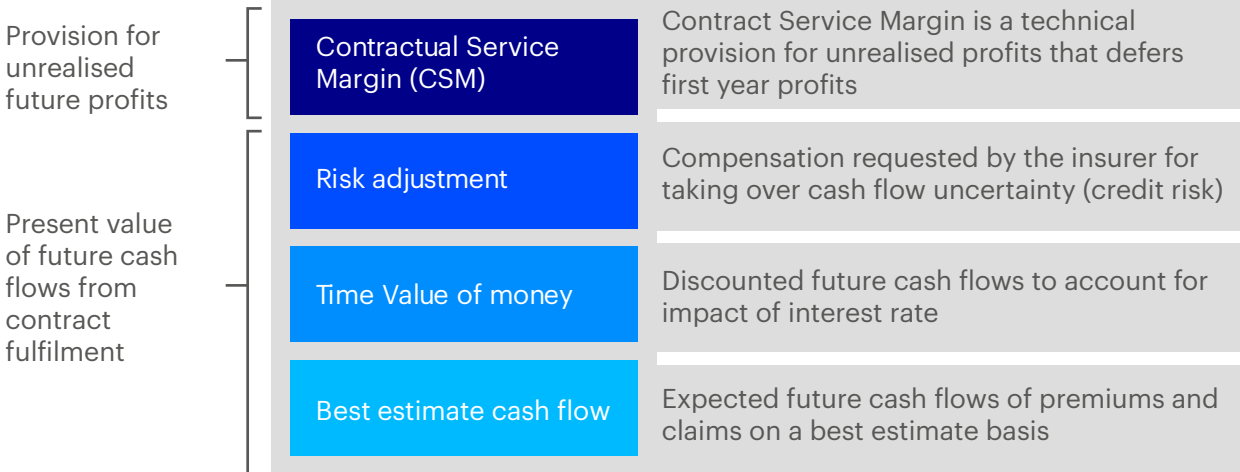 Provision for
unrealised
future profits
Contractual Service
Margin (CSM)
Contract Service Margin is a technical
provision for unrealised profits that defers
first year profits
Present value
of future cash
flows from
contract
fulfilment
Risk adjustment
Compensation requested by the insurer for
taking over cash flow uncertainty (credit risk)
Time Value of money
Discounted future cash flows to account for
impact of interest rate
Best estimate cash flow
Expected future cash flows of premiums and
claims on a best estimate basis